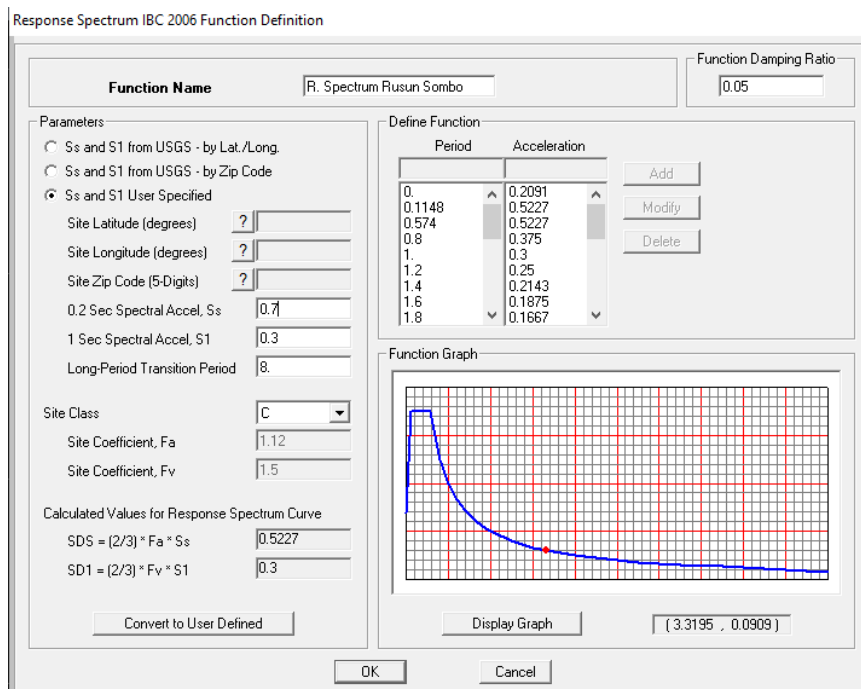 Response Spectrum IBC 2006 Function Definition
Function Damping Ratio
Function Name
R. Spectrum Rusun Sombo
0.05
Parameters
Ss and S1 from USGS - by Lat./Long.
Ss and S1 from USGS - by Zip Code
Ss and S1 User Specified
Site Latitude (degrees) ?
Site Longitude (degrees) ?
Site Zip Code (5-Digits) ?
0.2 Sec Spectral Accel, Ss 0.7
1 Sec Spectral Accel, S1 0.3
Long-Period Transition Period 8.
Site Class C
Site Coefficient, Fa 1.12
Site Coefficient, Fv 1.5
Calculated Values for Response Spectrum Curve
SDS = (2/3) * Fa * Ss 0.5227
SD1 = (2/3) * Fv * S1 0.3
Convert to User Defined
Define Function
Period Acceleration
0. 0.2091
0.1148 0.5227
0.574 0.5227
0.8 0.375
1. 0.3
1.2 0.25
1.4 0.2143
1.6 0.1875
1.8 0.1667
Add
Modify
Delete
Function Graph
Display Graph
( 3.3195 , 0.0909 )
OK
Cancel